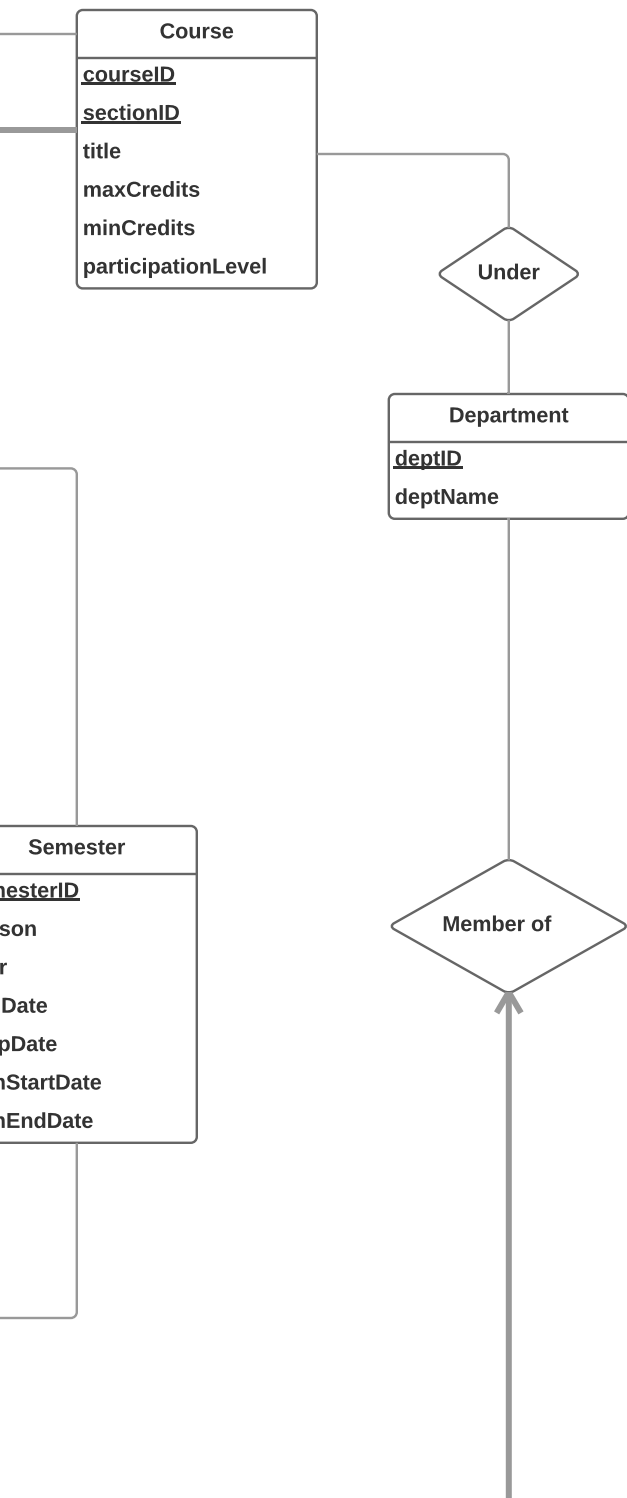 Course
courseID
sectionID
title
maxCredits
minCredits
participationLevel
Under
Department
deptID
deptName
Semester
nesterID
son
r
Date
pDate
nStartDate
nEndDate
Member of